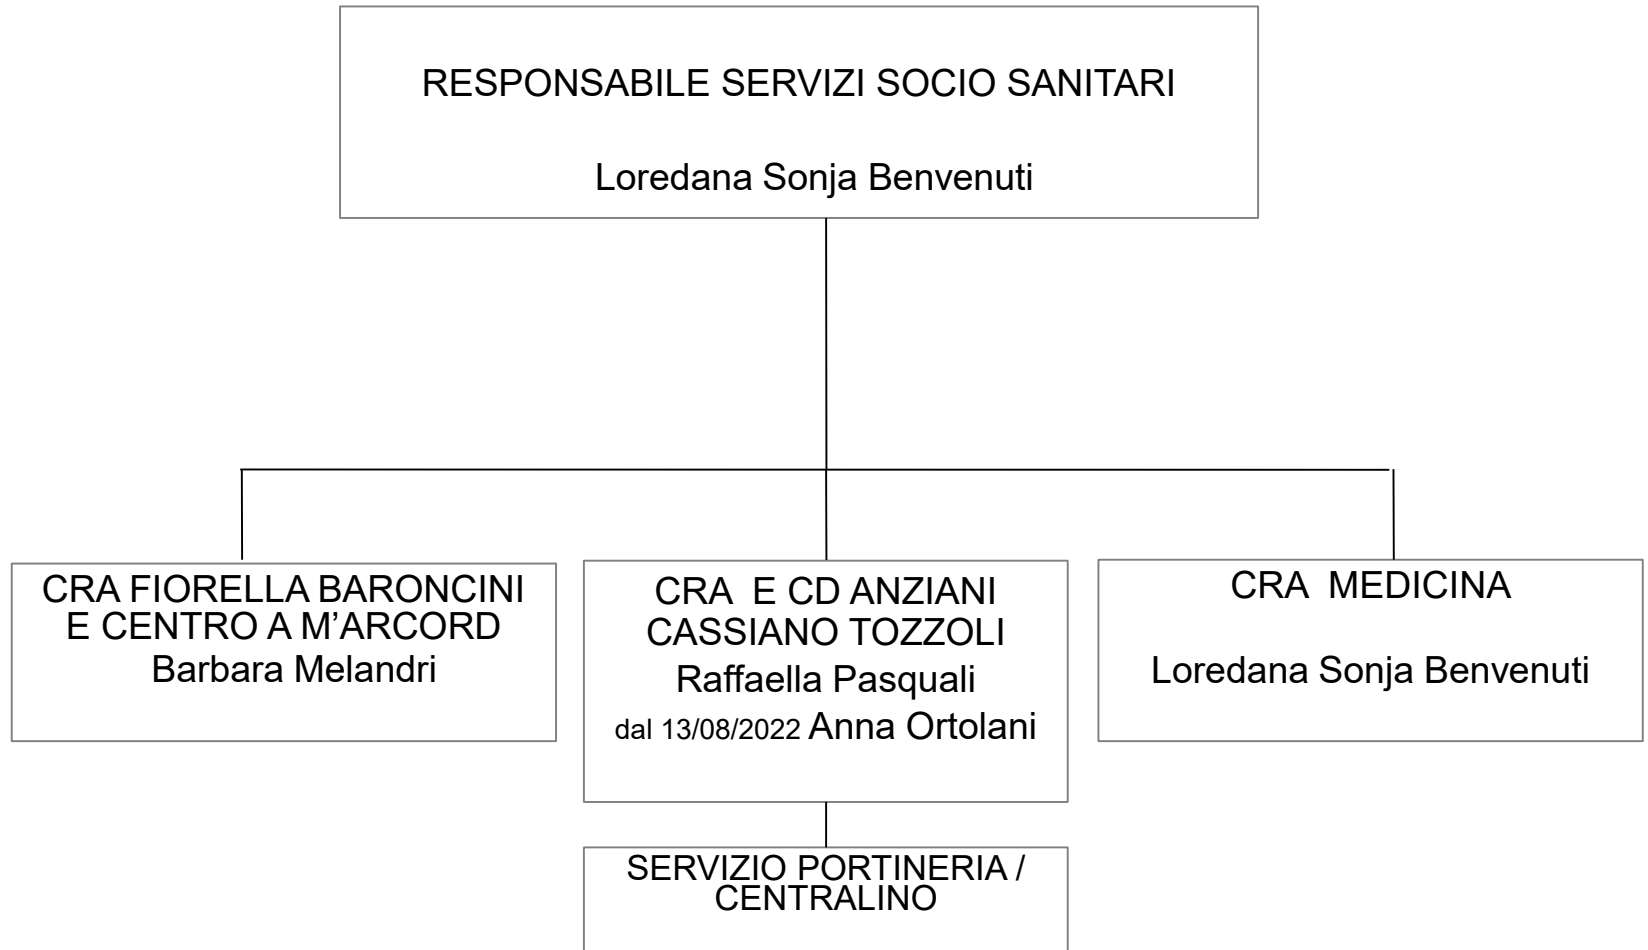 RESPONSABILE SERVIZI SOCIO SANITARI
Loredana Sonja Benvenuti
CRA FIORELLA BARONCINI
E CENTRO A M’ARCORD
Barbara Melandri
CRA E CD ANZIANI
CASSIANO TOZZOLI
Raffaella Pasquali
dal 13/08/2022 Anna Ortolani
CRA MEDICINA
Loredana Sonja Benvenuti
SERVIZIO PORTINERIA /
CENTRALINO